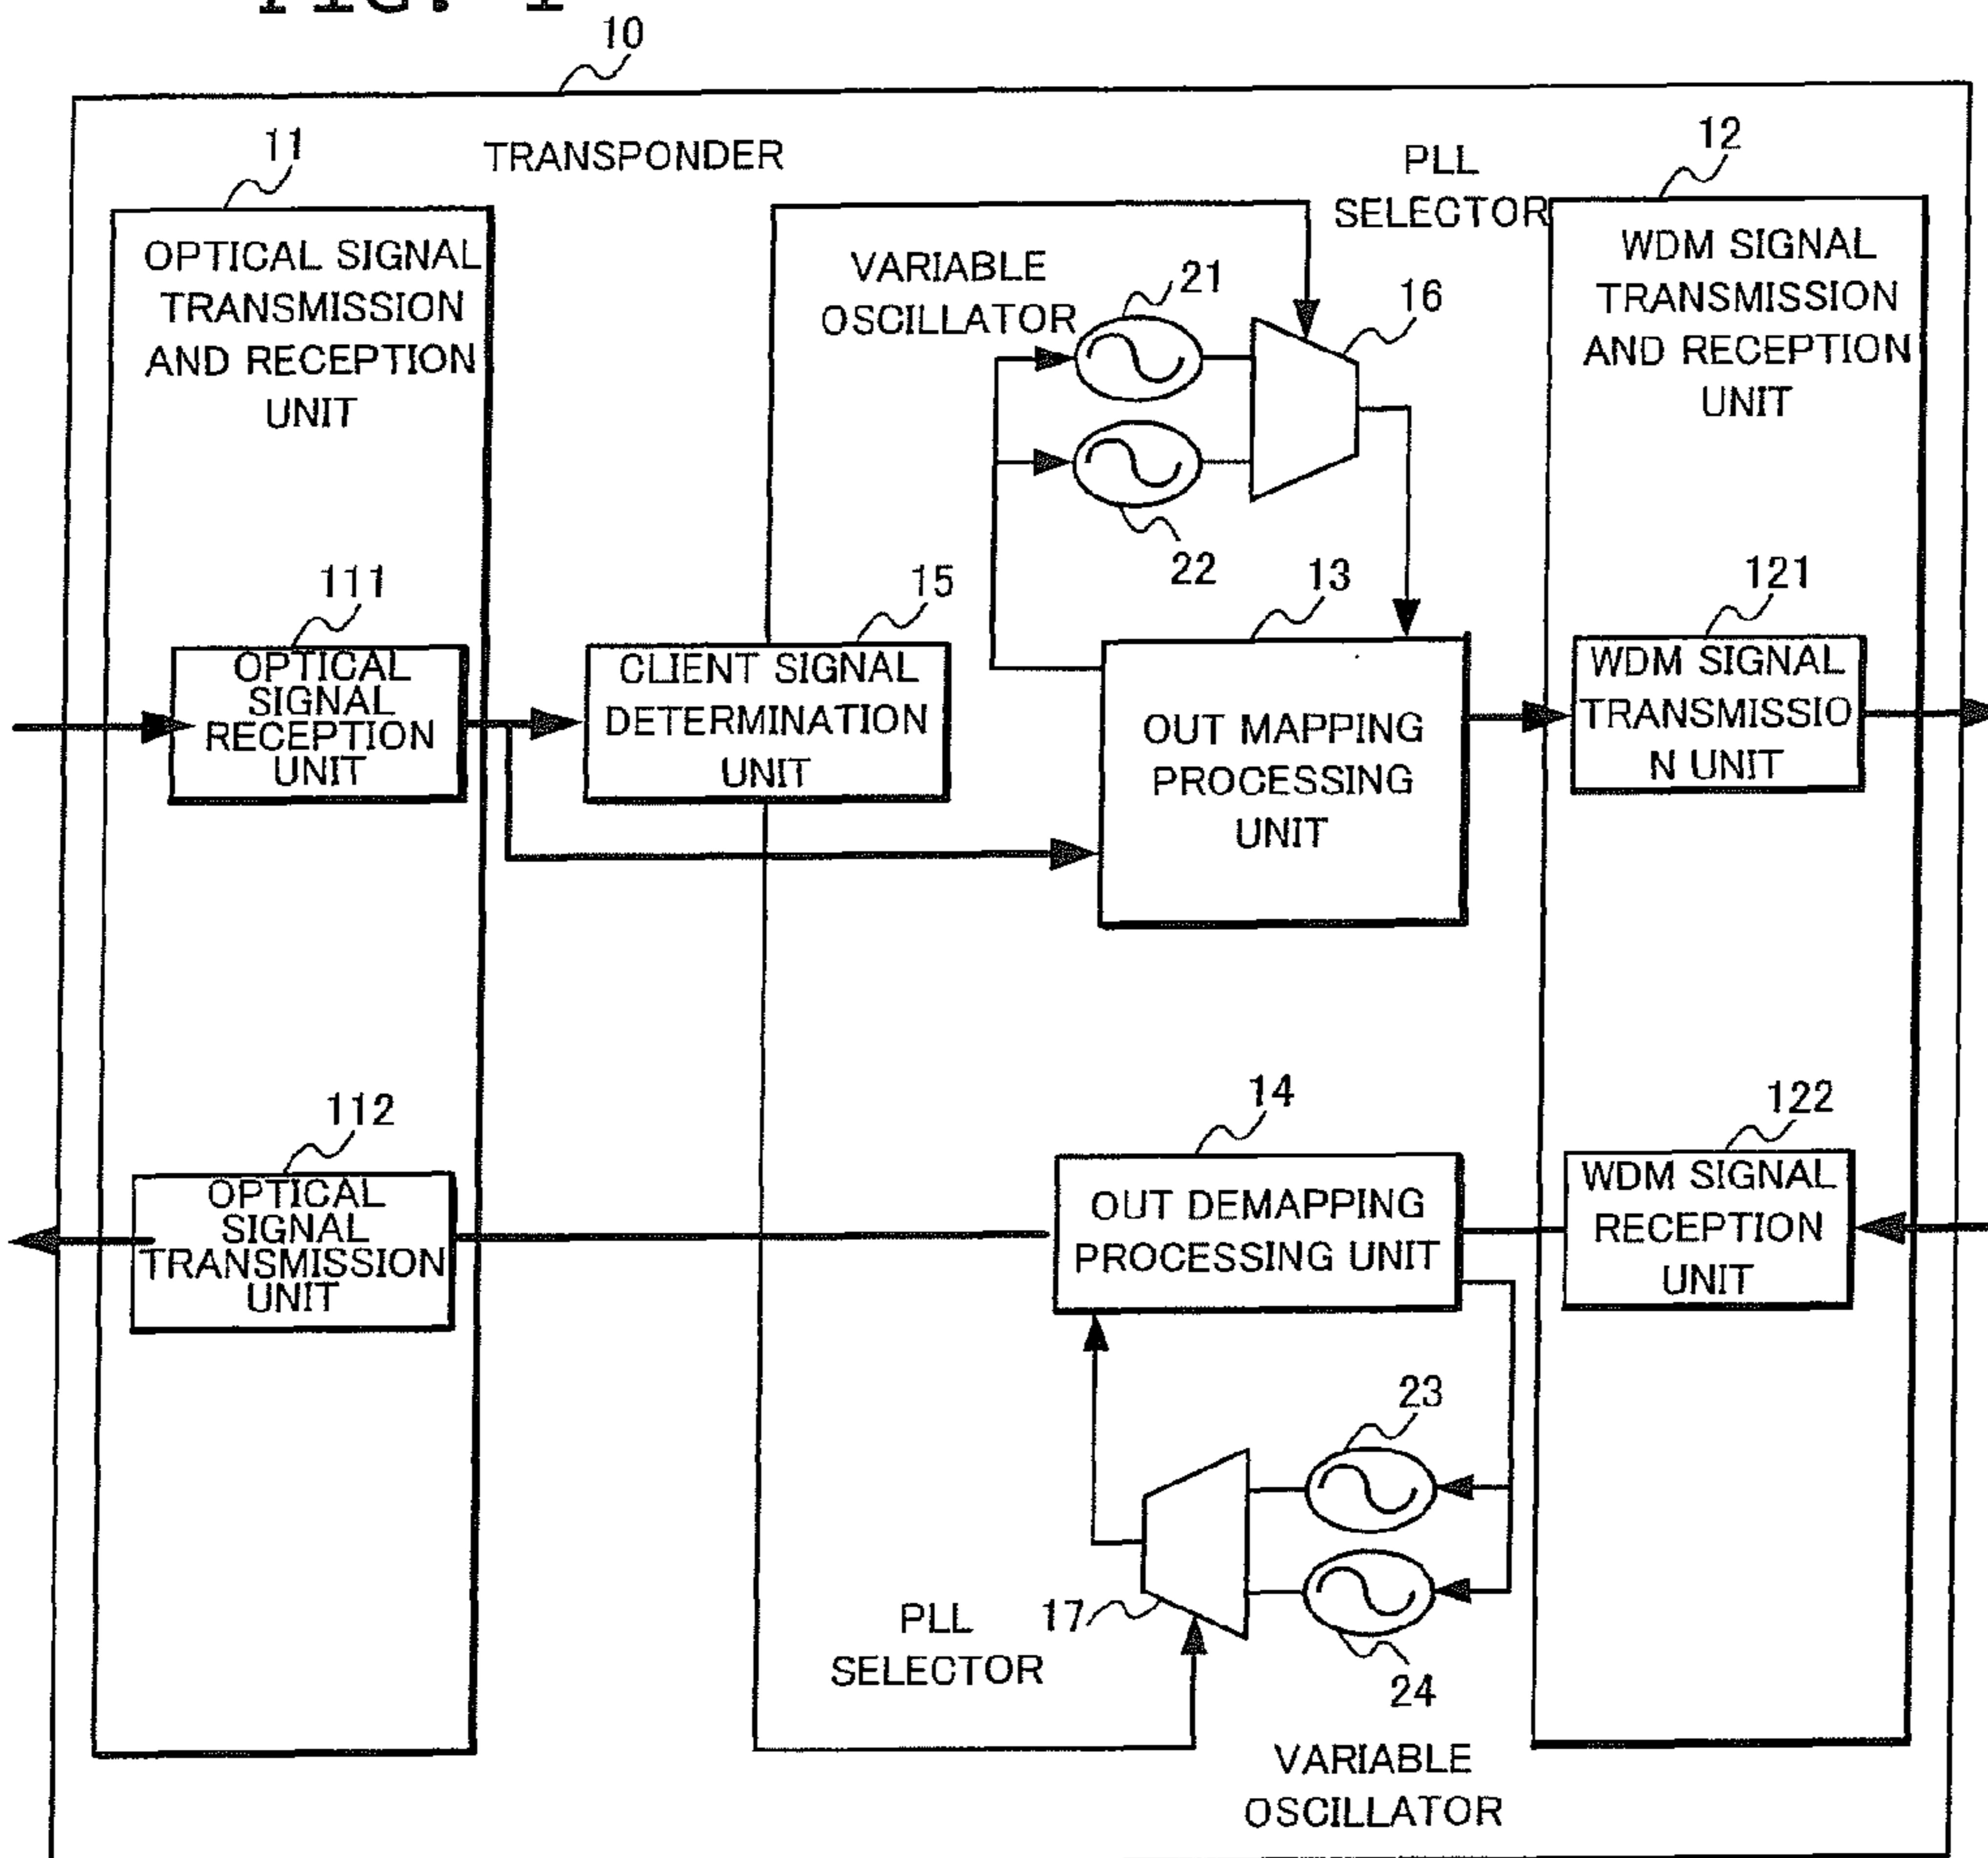 FIG. 1
10
11
TRANSPONDER
PLL
SELECTOR
12
OPTICAL SIGNAL
TRANSMISSION
AND RECEPTION
UNIT
VARIABLE
OSCILLATOR
21
16
WDM SIGNAL
TRANSMISSION
AND RECEPTION
UNIT
22
111
15
13
121
OPTICAL
SIGNAL
RECEPTION
UNIT
CLIENT SIGNAL
DETERMINATION
UNIT
OUT MAPPING
PROCESSING
UNIT
WDM SIGNAL
TRANSMISSIO
N UNIT
112
14
122
OPTICAL
SIGNAL
TRANSMISSION
UNIT
OUT DEMAPPING
PROCESSING UNIT
WDM SIGNAL
RECEPTION
UNIT
23
17
PLL
SELECTOR
24
VARIABLE
OSCILLATOR